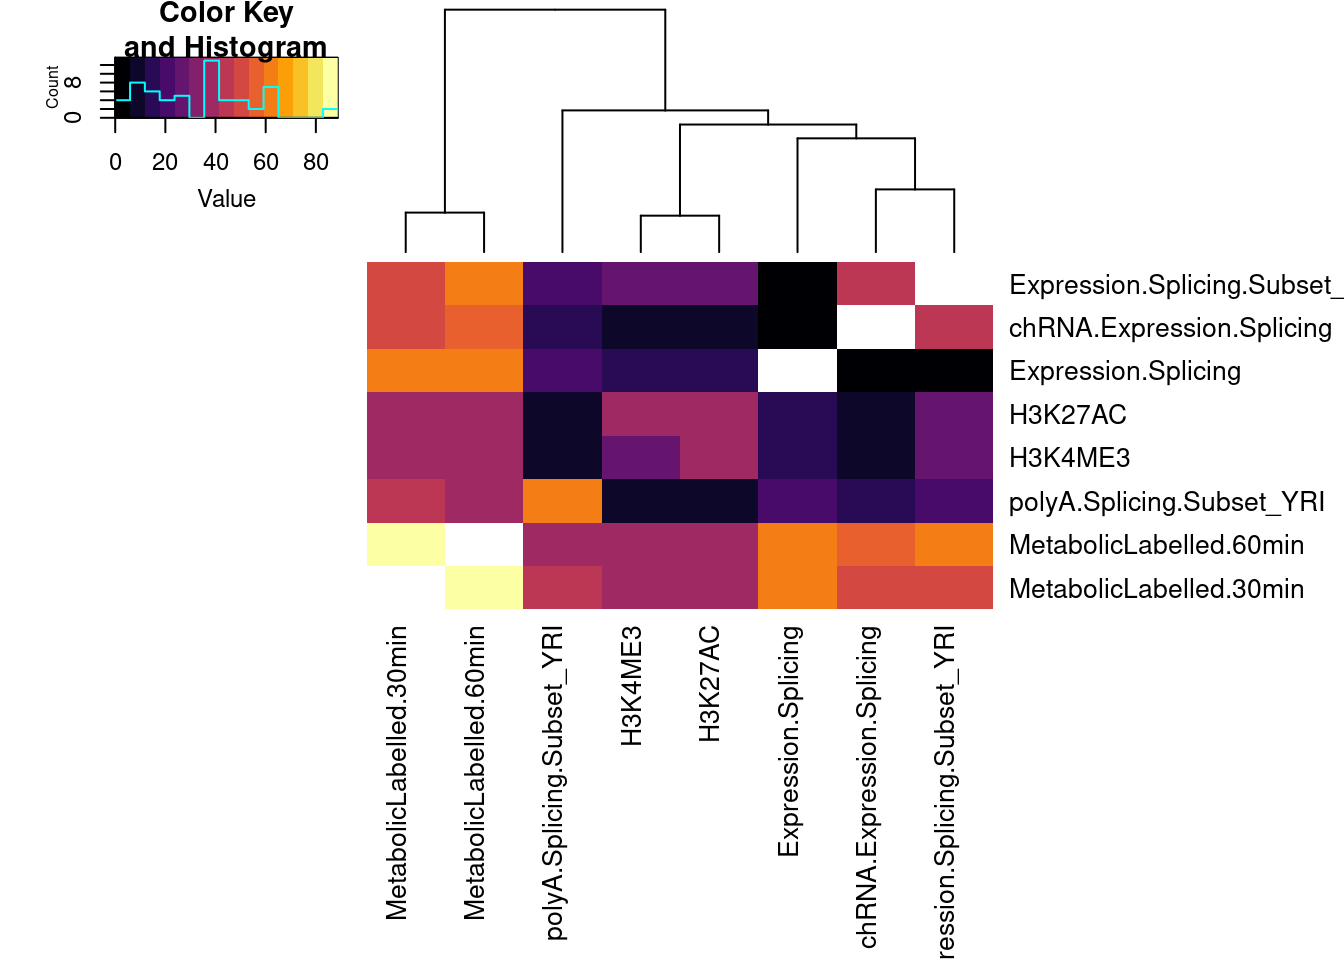 Color Key
and Histogram
Count
0 8
0 20 40 60 80
Value
Expression.Splicing.Subset_
chRNA.Expression.Splicing
Expression.Splicing
H3K27AC
H3K4ME3
polyA.Splicing.Subset_YRI
MetabolicLabelled.60min
MetabolicLabelled.30min
MetabolicLabelled.30min
MetabolicLabelled.60min
polyA.Splicing.Subset_YRI
H3K4ME3
H3K27AC
Expression.Splicing
chRNA.Expression.Splicing
ression.Splicing.Subset_YRI